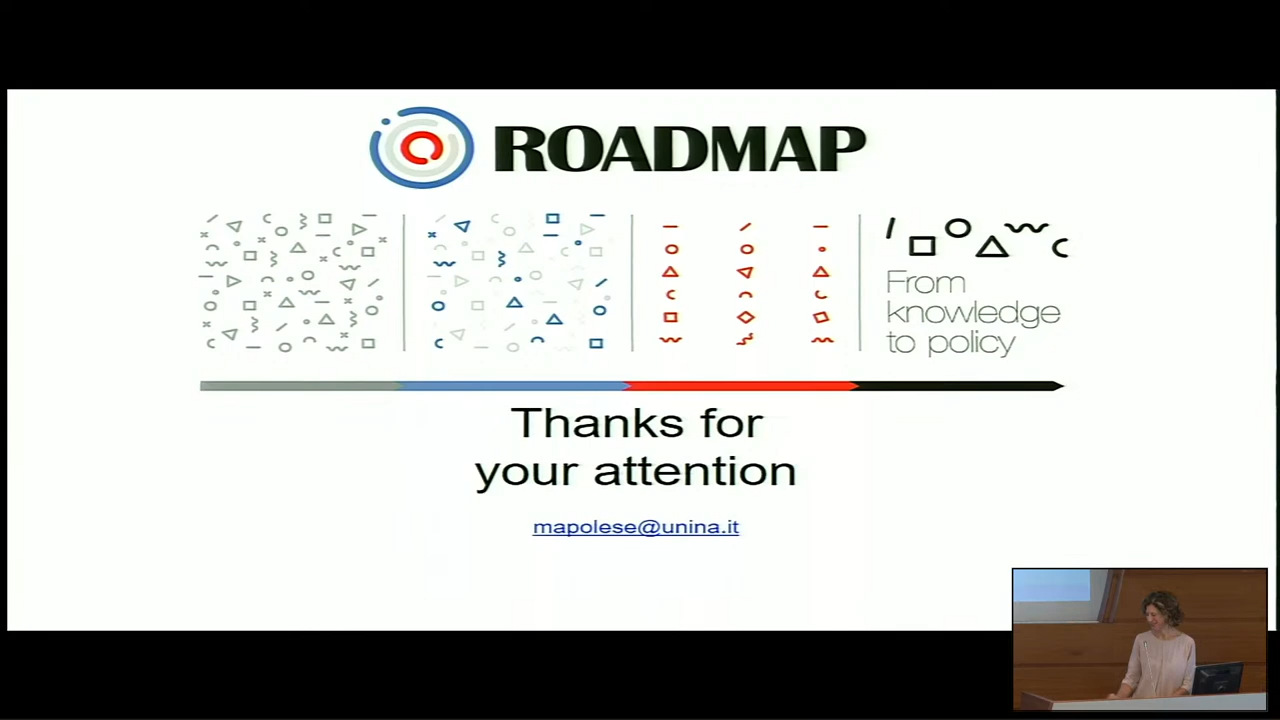 ROADMAP
From
knowledge
to policy
Thanks for
your attention
mapolese@unina.it